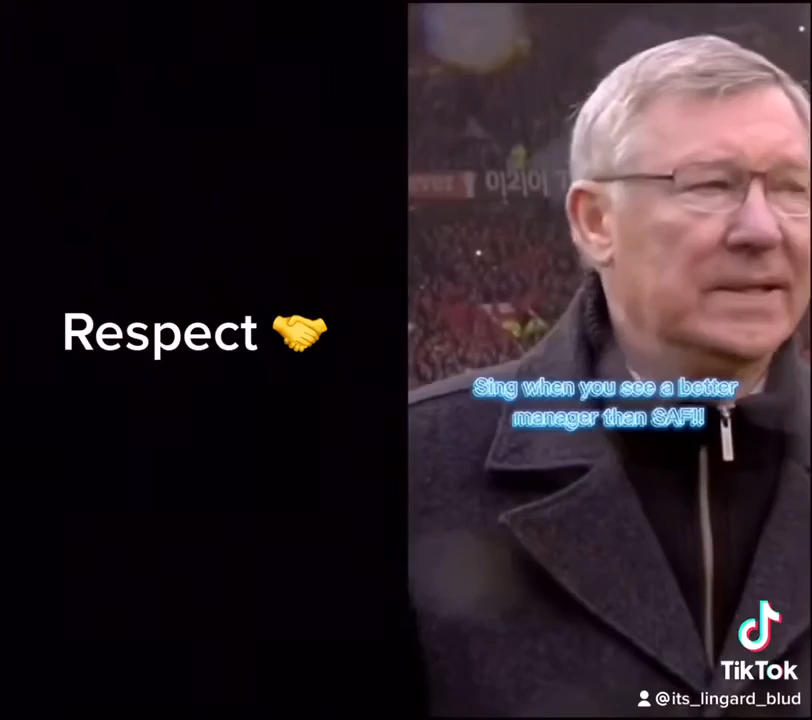 Respect 🤝
Sing when you see a better
manager than SAF!!
TikTok
@its_lingard_blud